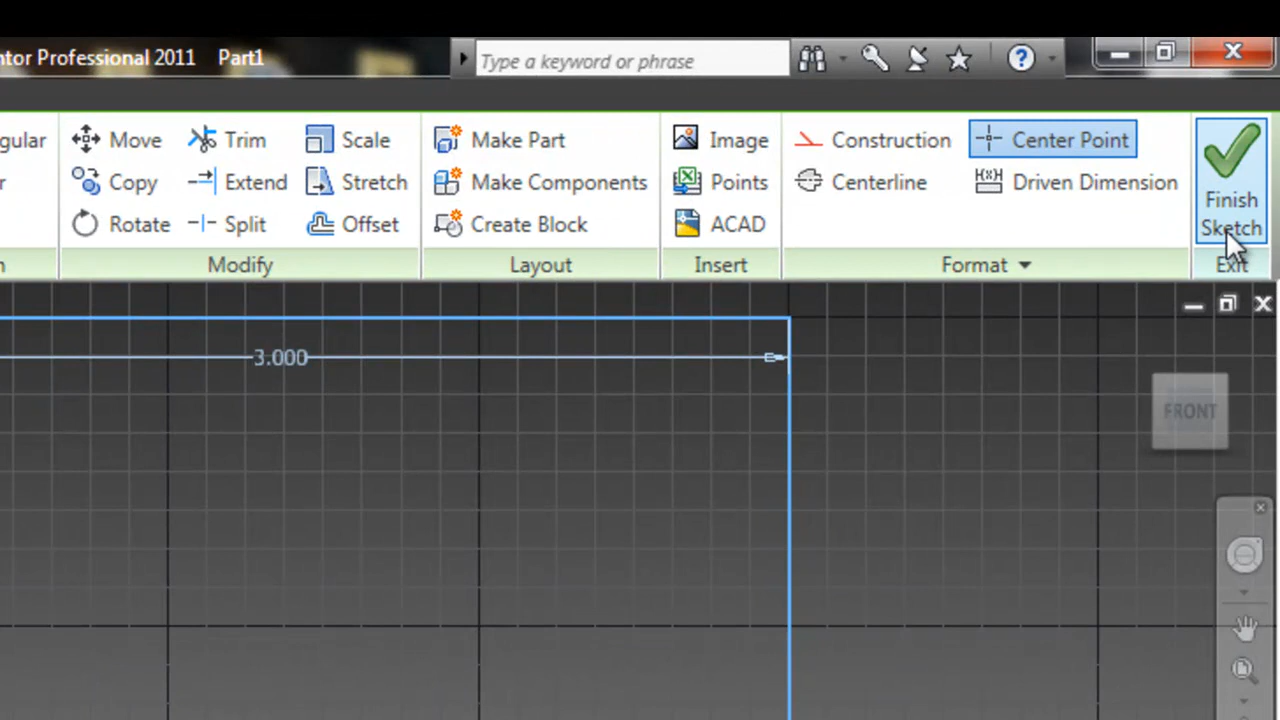 ntor Professional 2011 Part1
Type a keyword or phrase
gular Move Trim Scale Make Part Image Construction Center Point
r Copy Extend Stretch Make Components Points Centerline Driven Dimension
Rotate Split Offset Create Block ACAD
Finish
Sketch
n Modify Layout Insert Format Exit
3.000
FRONT